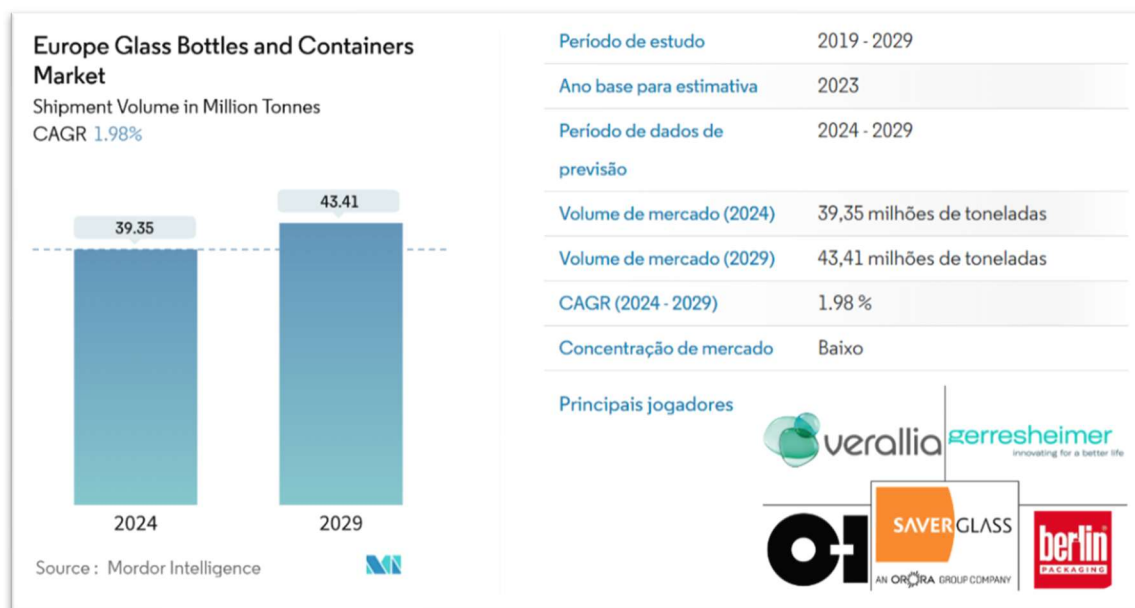 Europe Glass Bottles and Containers
Market
Shipment Volume in Million Tonnes
CAGR 1.98%
39.35
43.41
2024
2029
Source : Mordor Intelligence
Período de estudo
2019 - 2029
Ano base para estimativa
2023
Período de dados de
previsão
2024 - 2029
Volume de mercado (2024)
39,35 milhões de toneladas
Volume de mercado (2029)
43,41 milhões de toneladas
CAGR (2024 - 2029)
1.98 %
Concentração de mercado
Baixo
Principais jogadores
verallia
gerresheimer
innovating for a better life
O-I
SAVERGLASS
AN ORORA GROUP COMPANY
berlin
PACKAGING